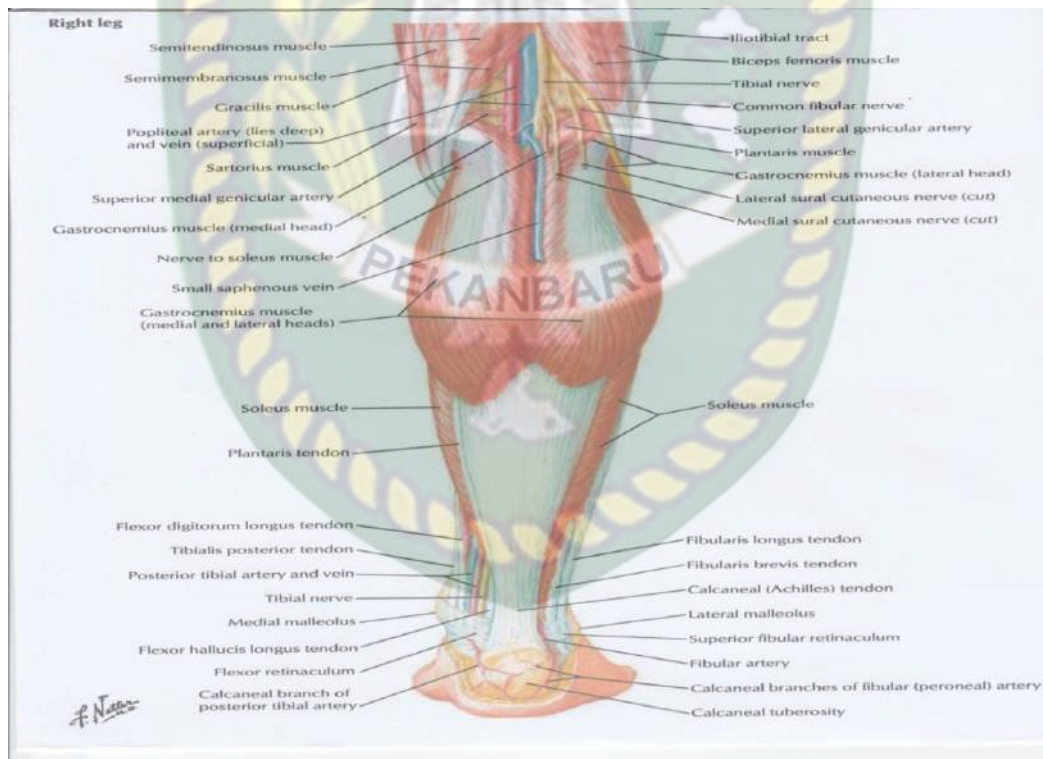 Right leg
Semitendinosus muscle
Semimembranosus muscle
Gracilis muscle
Popliteal artery (lies deep)
and vein (superficial)
Sartorius muscle
Superior medial genicular artery
Gastrocnemius muscle (medial head)
Nerve to soleus muscle
Small saphenous vein
Gastrocnemius muscle
(medial and lateral heads)
Soleus muscle
Plantaris tendon
Flexor digitorum longus tendon
Tibialis posterior tendon
Posterior tibial artery and vein
Tibial nerve
Medial malleolus
Flexor hallucis longus tendon
Flexor retinaculum
Calcaneal branch of
posterior tibial artery
Iliotibial tract
Biceps femoris muscle
Tibial nerve
Common fibular nerve
Superior lateral genicular artery
Plantaris muscle
Gastrocnemius muscle (lateral head)
Lateral sural cutaneous nerve (cut)
Medial sural cutaneous nerve (cut)
Soleus muscle
Fibularis longus tendon
Fibularis brevis tendon
Calcaneal (Achilles) tendon
Lateral malleolus
Superior fibular retinaculum
Fibular artery
Calcaneal branches of fibular (peroneal) artery
Calcaneal tuberosity
PEKANBARU
f. Netter